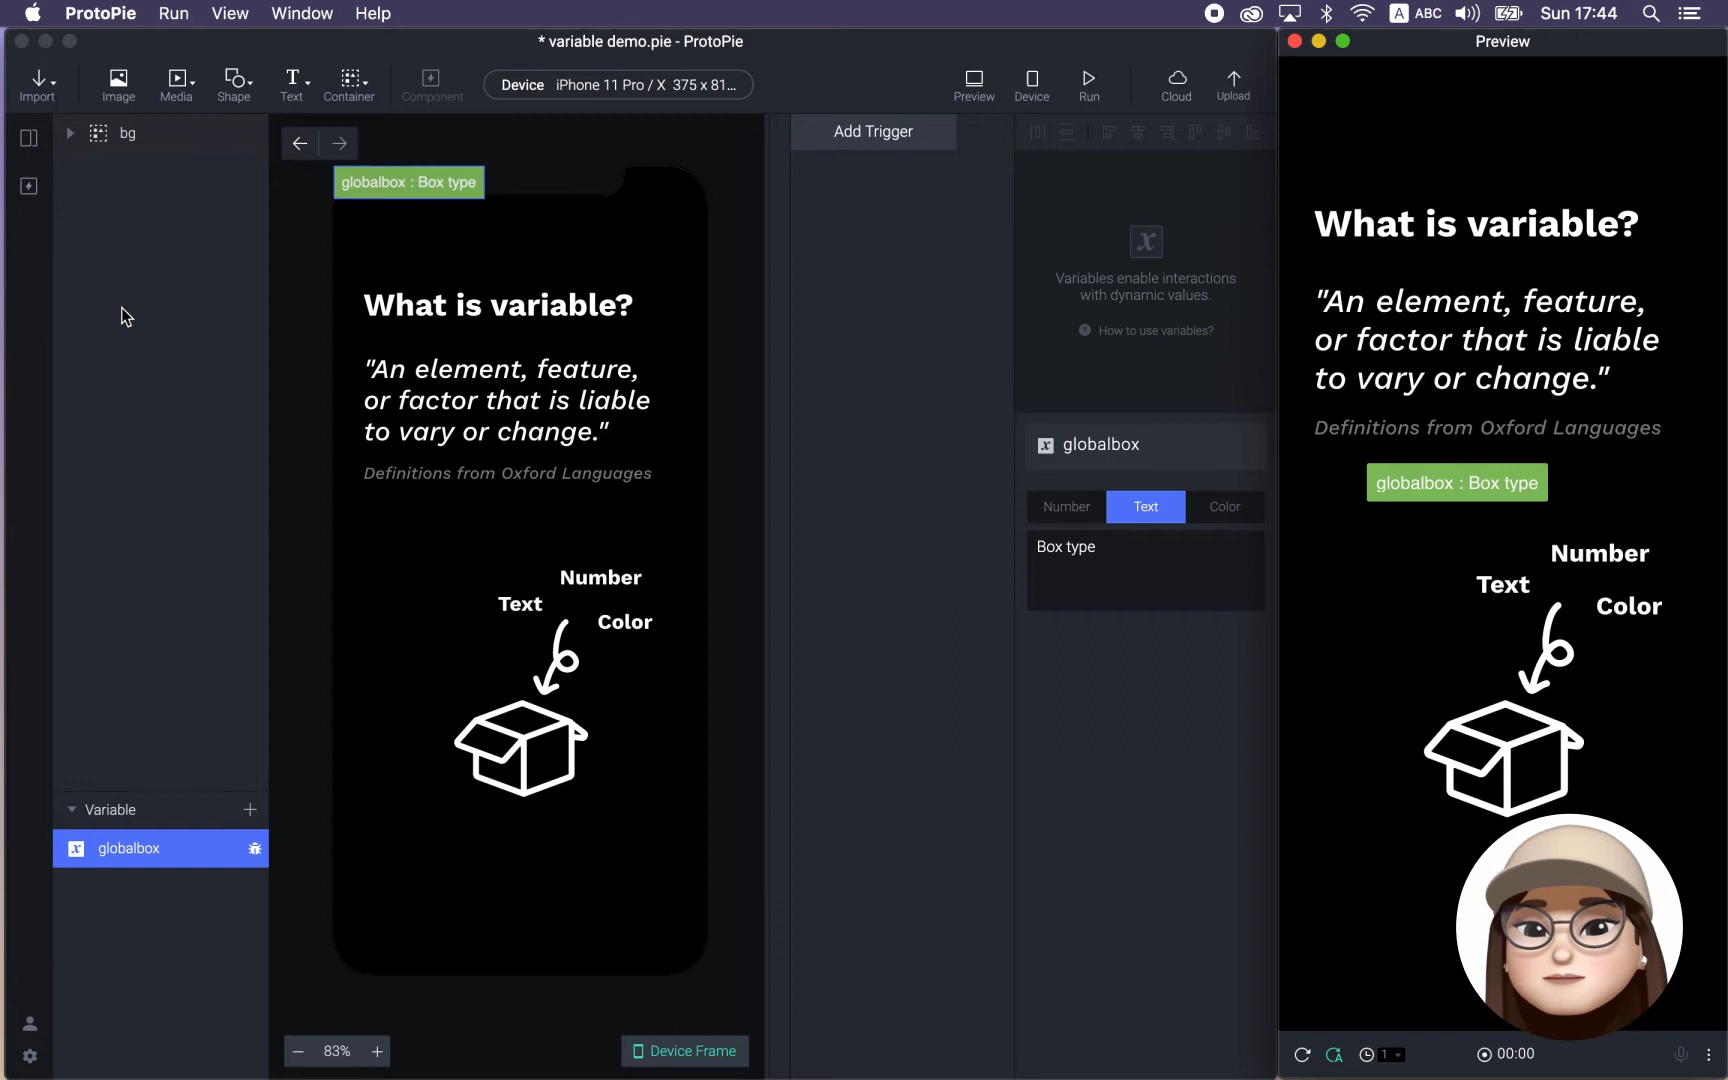 ProtoPie Run View Window Help
A ABC Sun 17:44
* variable demo.pie - ProtoPie
Preview
Import
Image
Media
Shape
Text
Container
Component
Device iPhone 11 Pro / X 375 x 81...
Preview
Device
Run
Cloud
Upload
bg
Add Trigger
globalbox : Box type
What is variable?
"An element, feature,
or factor that is liable
to vary or change."
Definitions from Oxford Languages
Number
Text
Color
x
Variables enable interactions
with dynamic values.
? How to use variables?
x globalbox
Number Text Color
Box type
Variable
x globalbox
83%
Device Frame
What is variable?
"An element, feature,
or factor that is liable
to vary or change."
Definitions from Oxford Languages
globalbox : Box type
Number
Text
Color
A
1
00:00